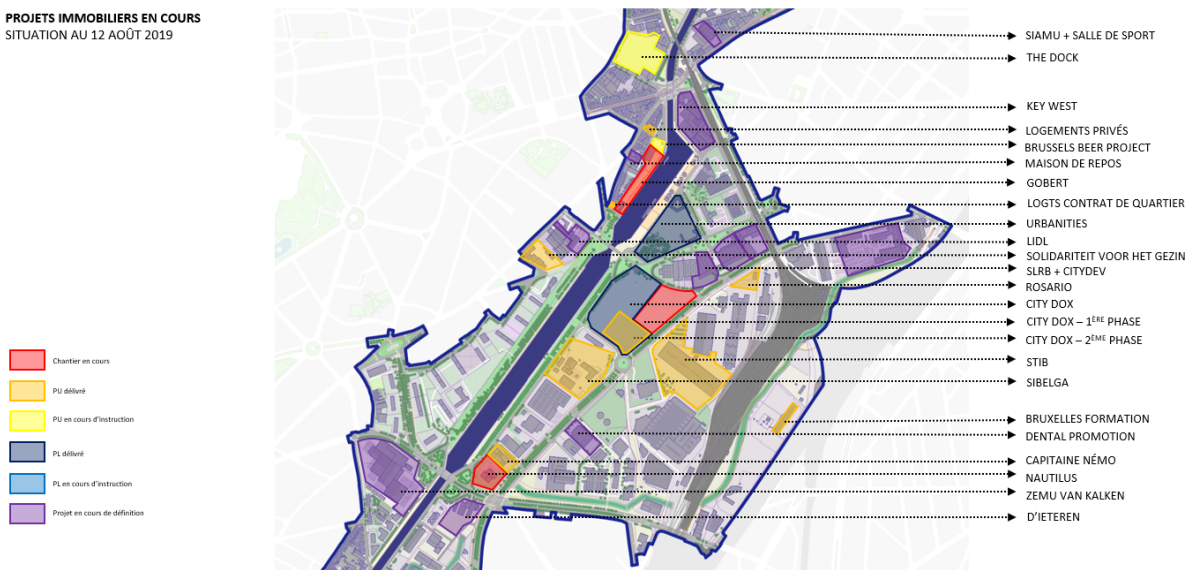 PROJETS IMMOBILIERS EN COURS
SITUATION AU 12 AOÛT 2019
SIAMU + SALLE DE SPORT
THE DOCK
KEY WEST
LOGEMENTS PRIVÉS
BRUSSELS BEER PROJECT
MAISON DE REPOS
GOBERT
LOGTS CONTRAT DE QUARTIER
URBANITIES
LIDL
SOLIDARITEIT VOOR HET GEZIN
SLRB + CITYDEV
ROSARIO
CITY DOX
CITY DOX – 1ÈRE PHASE
CITY DOX – 2ÈME PHASE
STIB
SIBELGA
BRUXELLES FORMATION
DENTAL PROMOTION
CAPITAINE NÉMO
NAUTILUS
ZEMU VAN KALKEN
D'IETEREN
Chantier en cours
PU délivré
PU en cours d'instruction
PL délivré
PL en cours d'instruction
Projet en cours de définition